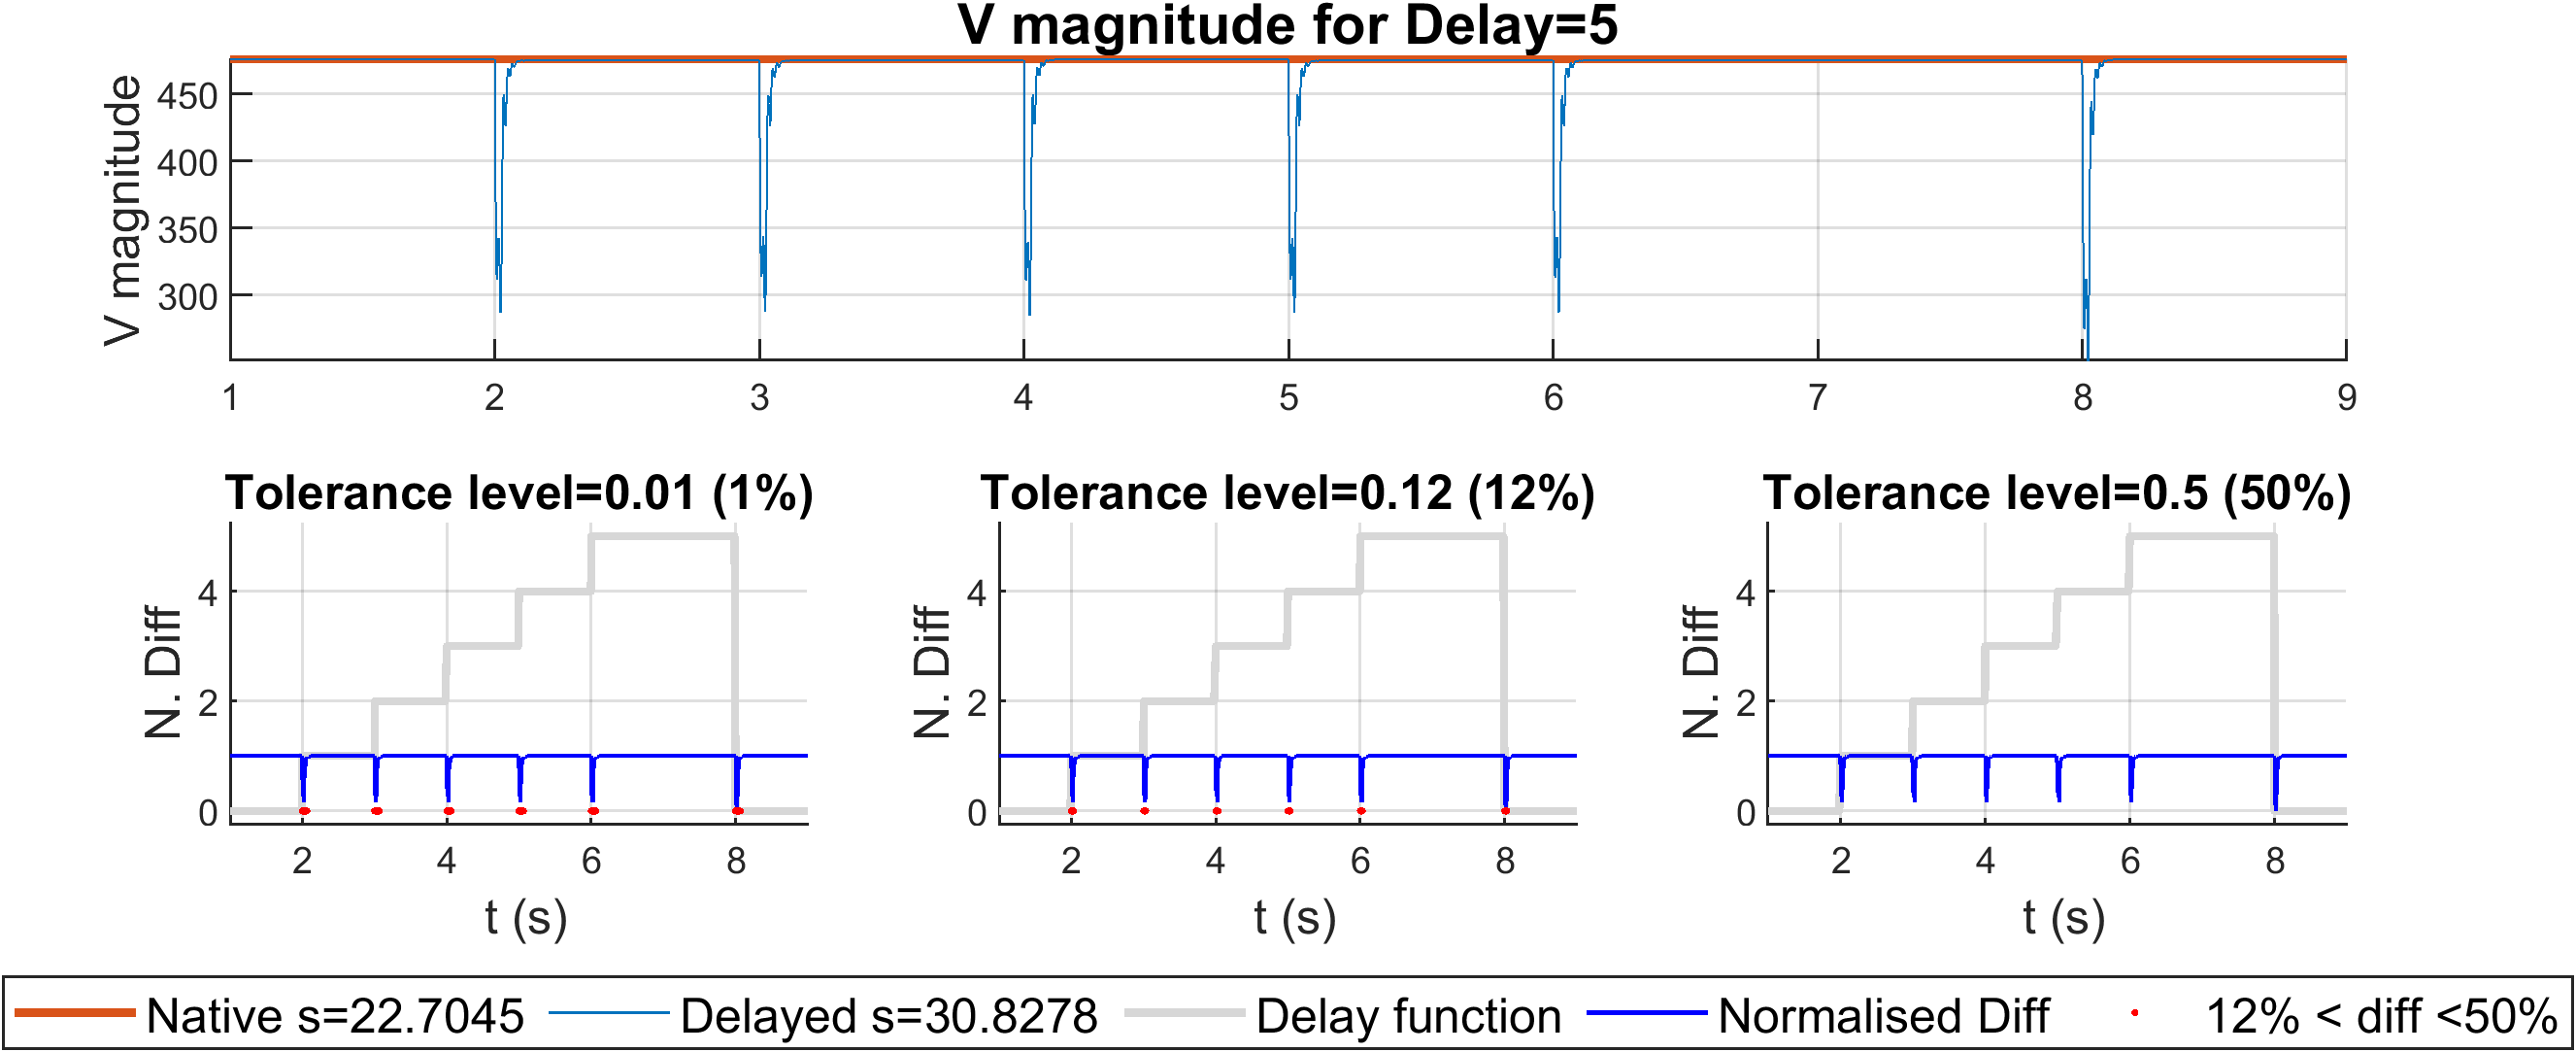 V magnitude for Delay=5
V magnitude
450
400
350
300
1 2 3 4 5 6 7 8 9
Tolerance level=0.01 (1%)
N. Diff
4
2
0
2 4 6 8
t (s)
Tolerance level=0.12 (12%)
N. Diff
4
2
0
2 4 6 8
t (s)
Tolerance level=0.5 (50%)
N. Diff
4
2
0
2 4 6 8
t (s)
Native s=22.7045 Delayed s=30.8278 Delay function Normalised Diff 12% < diff <50%